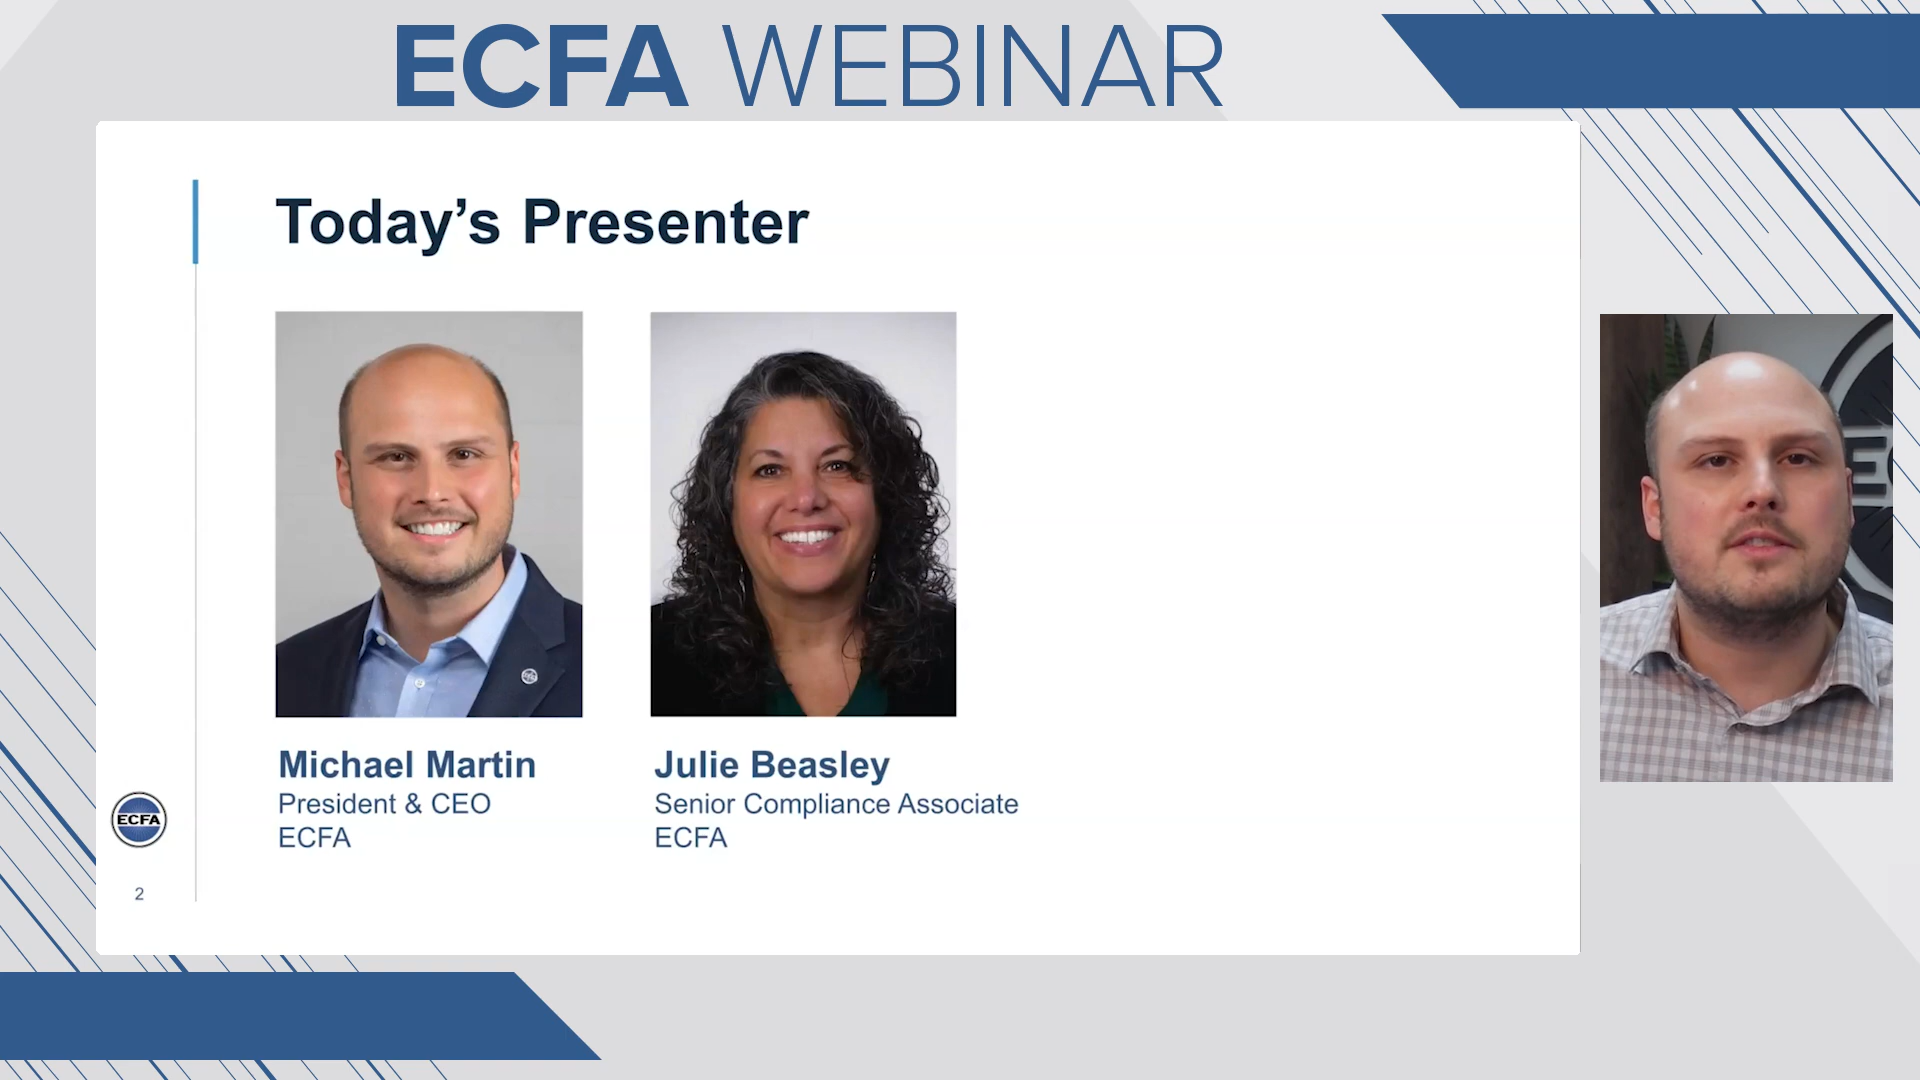 ECFA WEBINAR
Today’s Presenter
Michael Martin
President & CEO
ECFA
Julie Beasley
Senior Compliance Associate
ECFA
ECFA
2